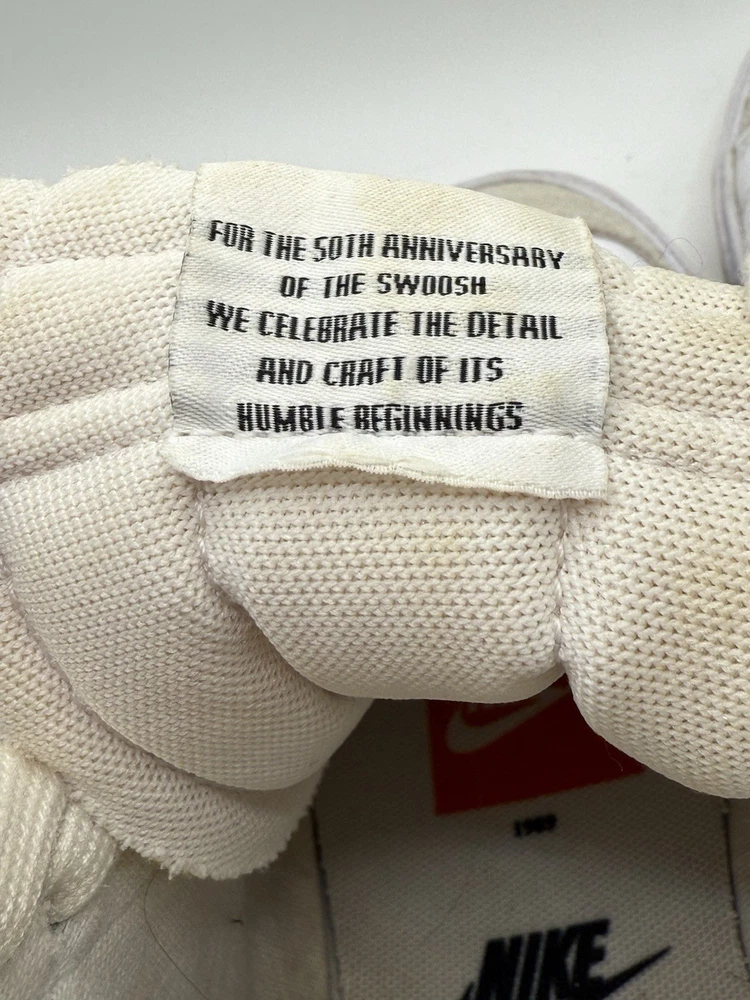 FOR THE 50TH ANNIVERSARY
OF THE SWOOSH
WE CELEBRATE THE DETAIL
AND CRAFT OF ITS
HUMBLE BEGINNINGS
NIKE